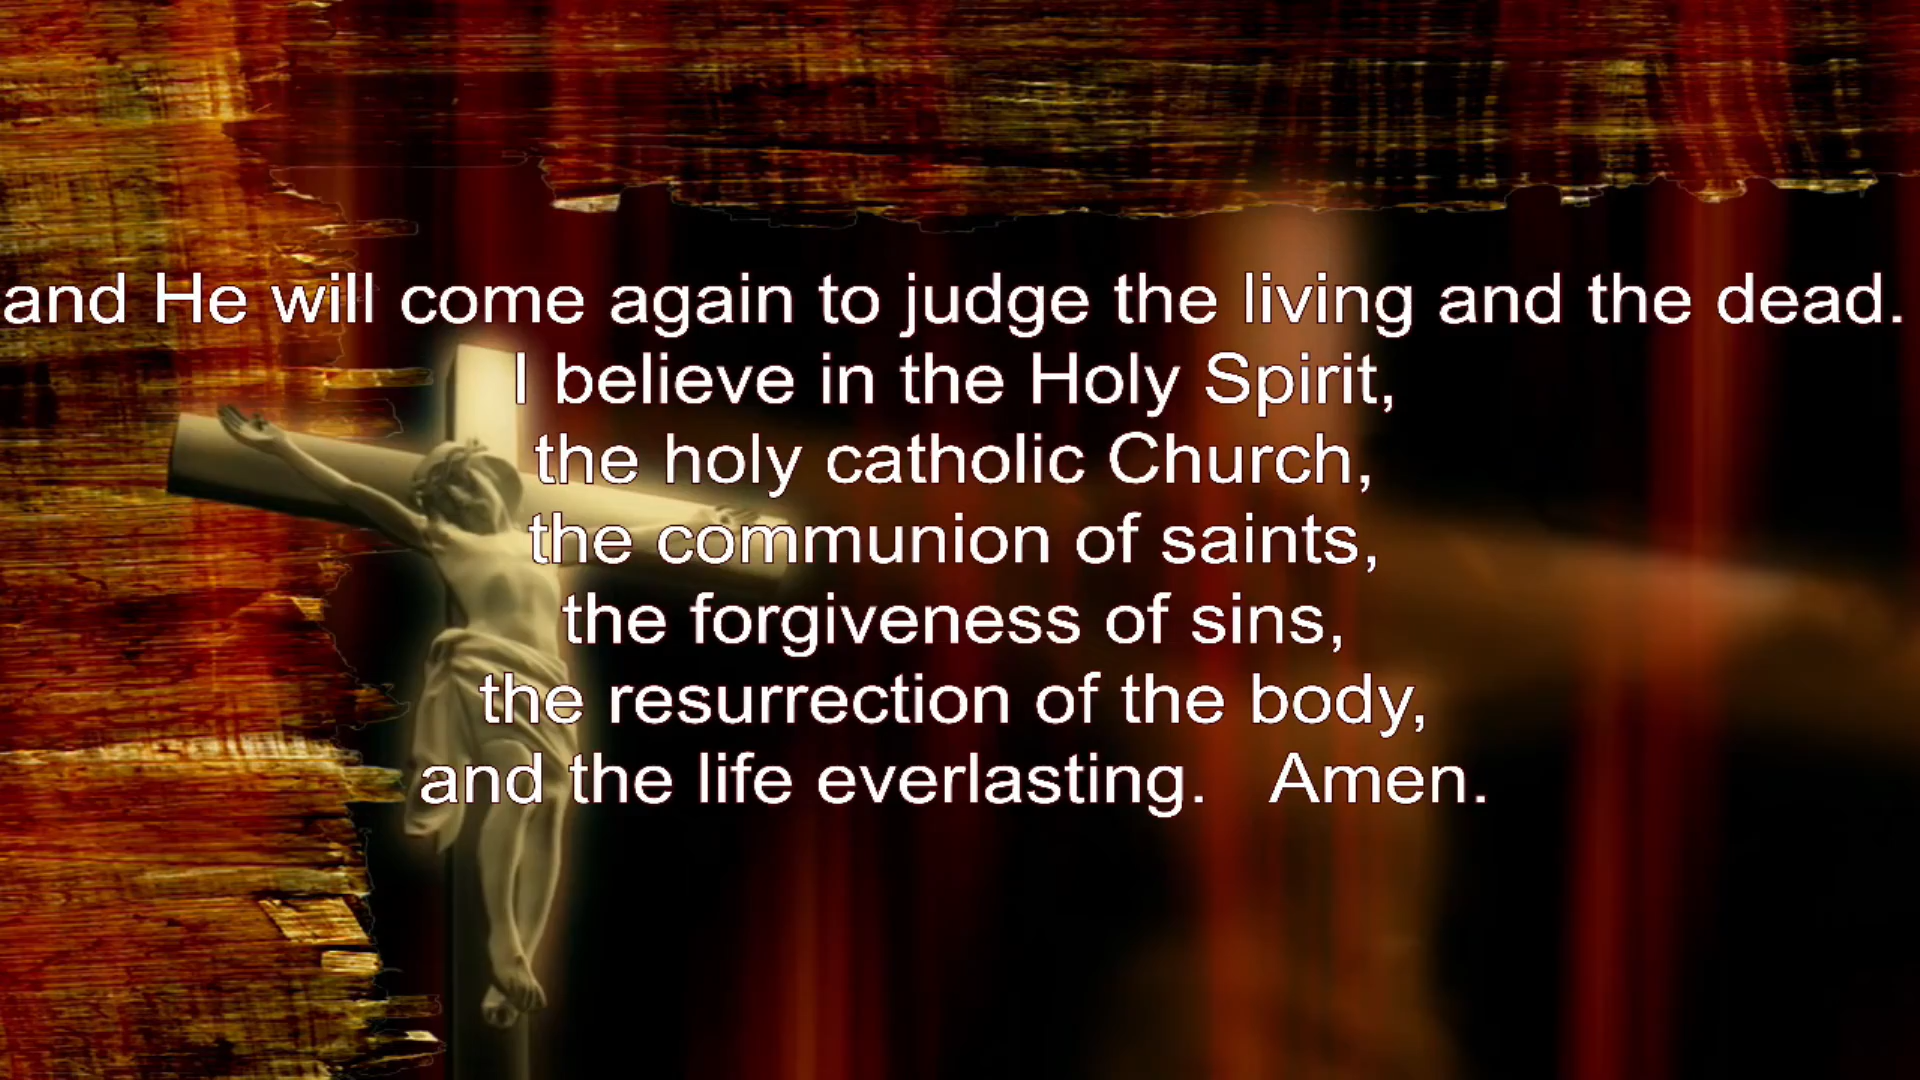 and He will come again to judge the living and the dead.
I believe in the Holy Spirit,
the holy catholic Church,
the communion of saints,
the forgiveness of sins,
the resurrection of the body,
and the life everlasting.   Amen.